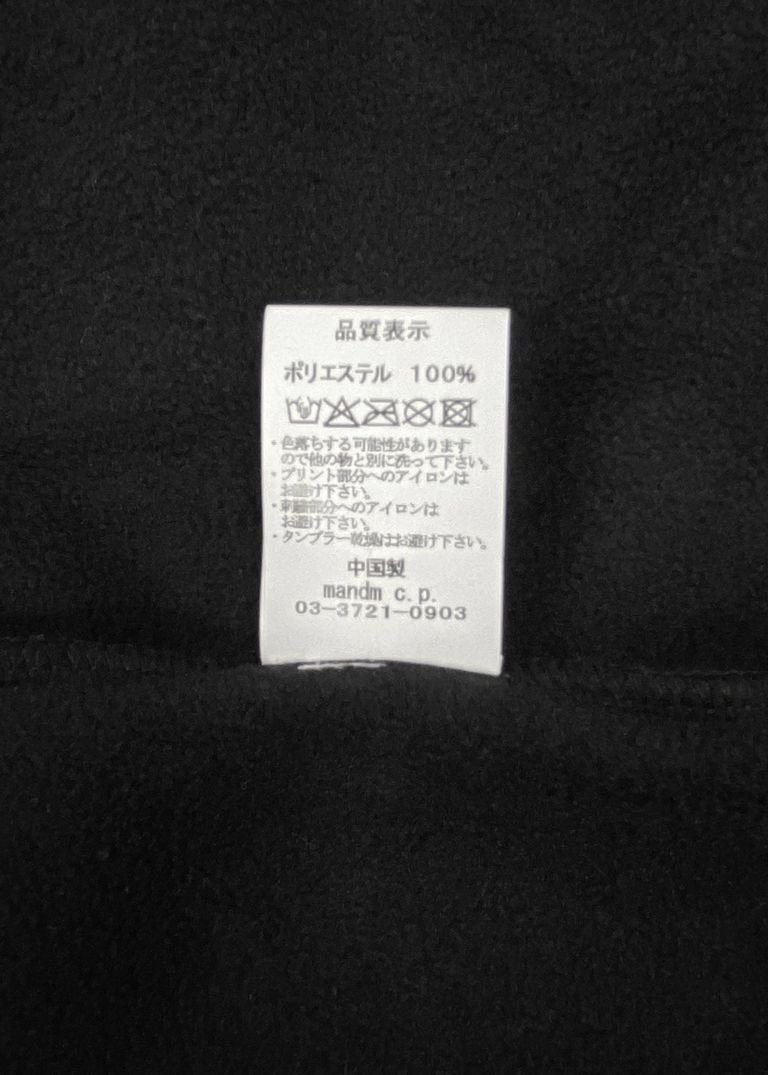 品質表示
ポリエステル 100%
・色落ちする可能性があります
ので他の物と別に洗って下さい。
・プリント部分へのアイロンは
お避け下さい。
・刺繍部分へのアイロンは
お避け下さい。
・タンブラー乾燥はお避け下さい。
中国製
mandm c.p.
03-3721-0903